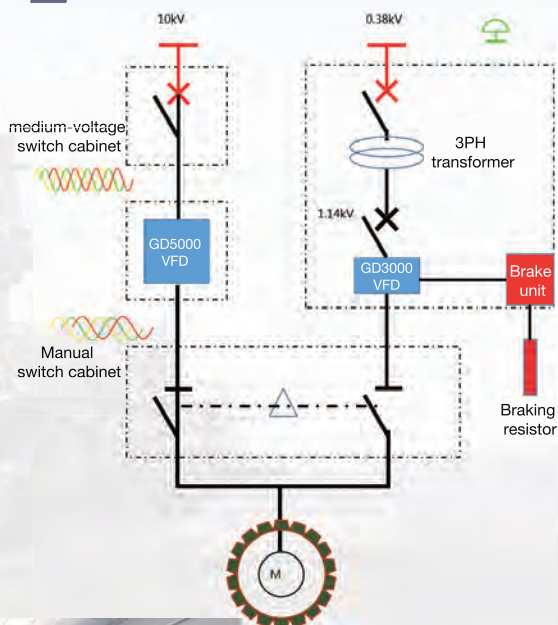 10kV
0.38kV
medium-voltage
switch cabinet
3PH
transformer
1.14kV
GD5000
VFD
GD3000
VFD
Brake
unit
Manual
switch cabinet
Braking
resistor
M